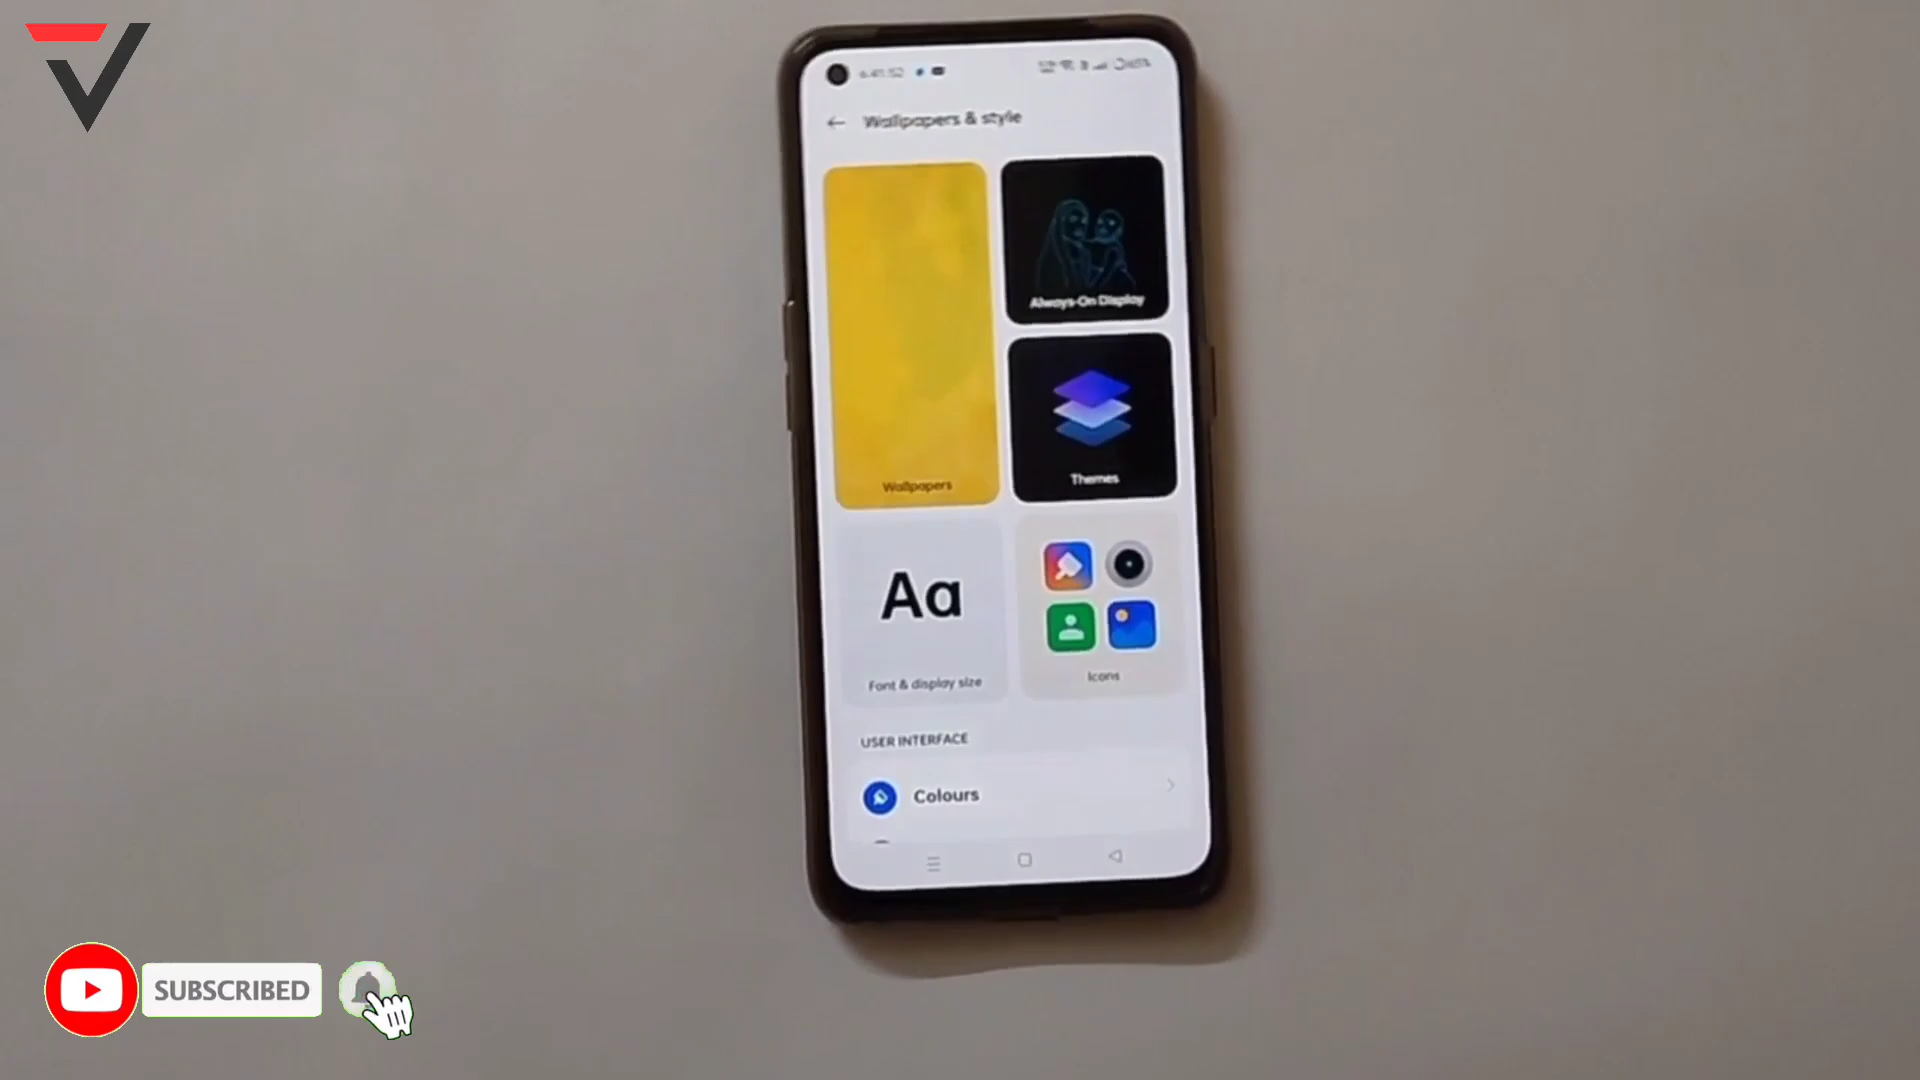 Wallpapers & style
Always-On Display
Wallpapers
Themes
Aa
Font & display size
Icons
USER INTERFACE
Colours
SUBSCRIBED